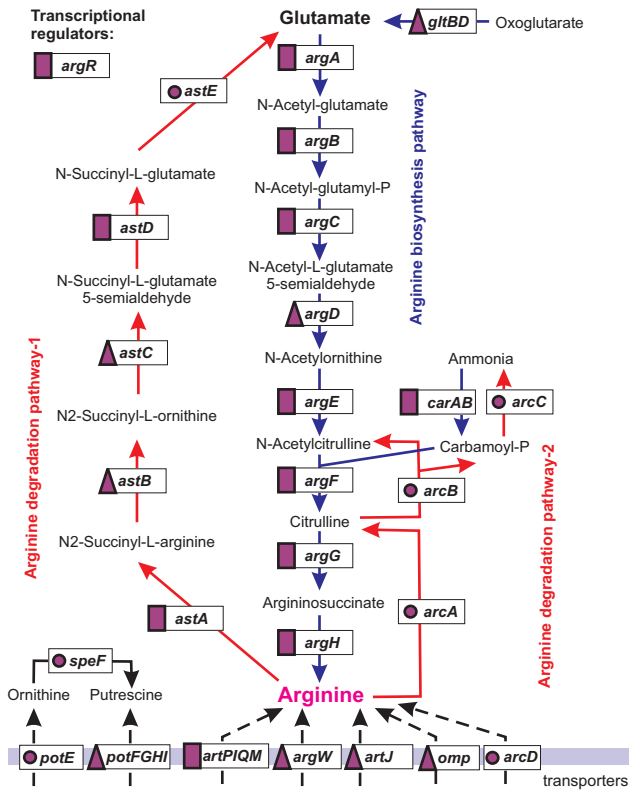 Transcriptional
regulators:
argR
Glutamate
gltBD
Oxoglutarate
argA
astE
N-Acetyl-glutamate
argB
N-Succinyl-L-glutamate
N-Acetyl-glutamyl-P
astD
argC
Arginine biosynthesis pathway
N-Succinyl-L-glutamate
5-semialdehyde
N-Acetyl-L-glutamate
5-semialdehyde
argD
astC
N-Acetylornithine
Ammonia
argE
carAB
arcC
N2-Succinyl-L-ornithine
N-Acetylcitrulline
Carbamoyl-P
Arginine degradation pathway-1
astB
argF
arcB
Citrulline
N2-Succinyl-L-arginine
argG
Arginine degradation pathway-2
Argininosuccinate
astA
arcA
argH
speF
Ornithine
Putrescine
Arginine
potE
potFGHI
artPIQM
argW
artJ
omp
arcD
transporters